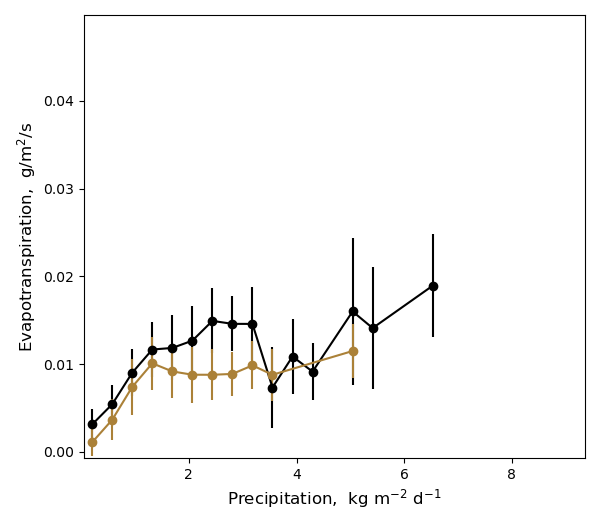 0.04
0.03
0.02
0.01
0.00
Evapotranspiration,  g/m²/s
2 4 6 8
Precipitation,  kg m⁻² d⁻¹